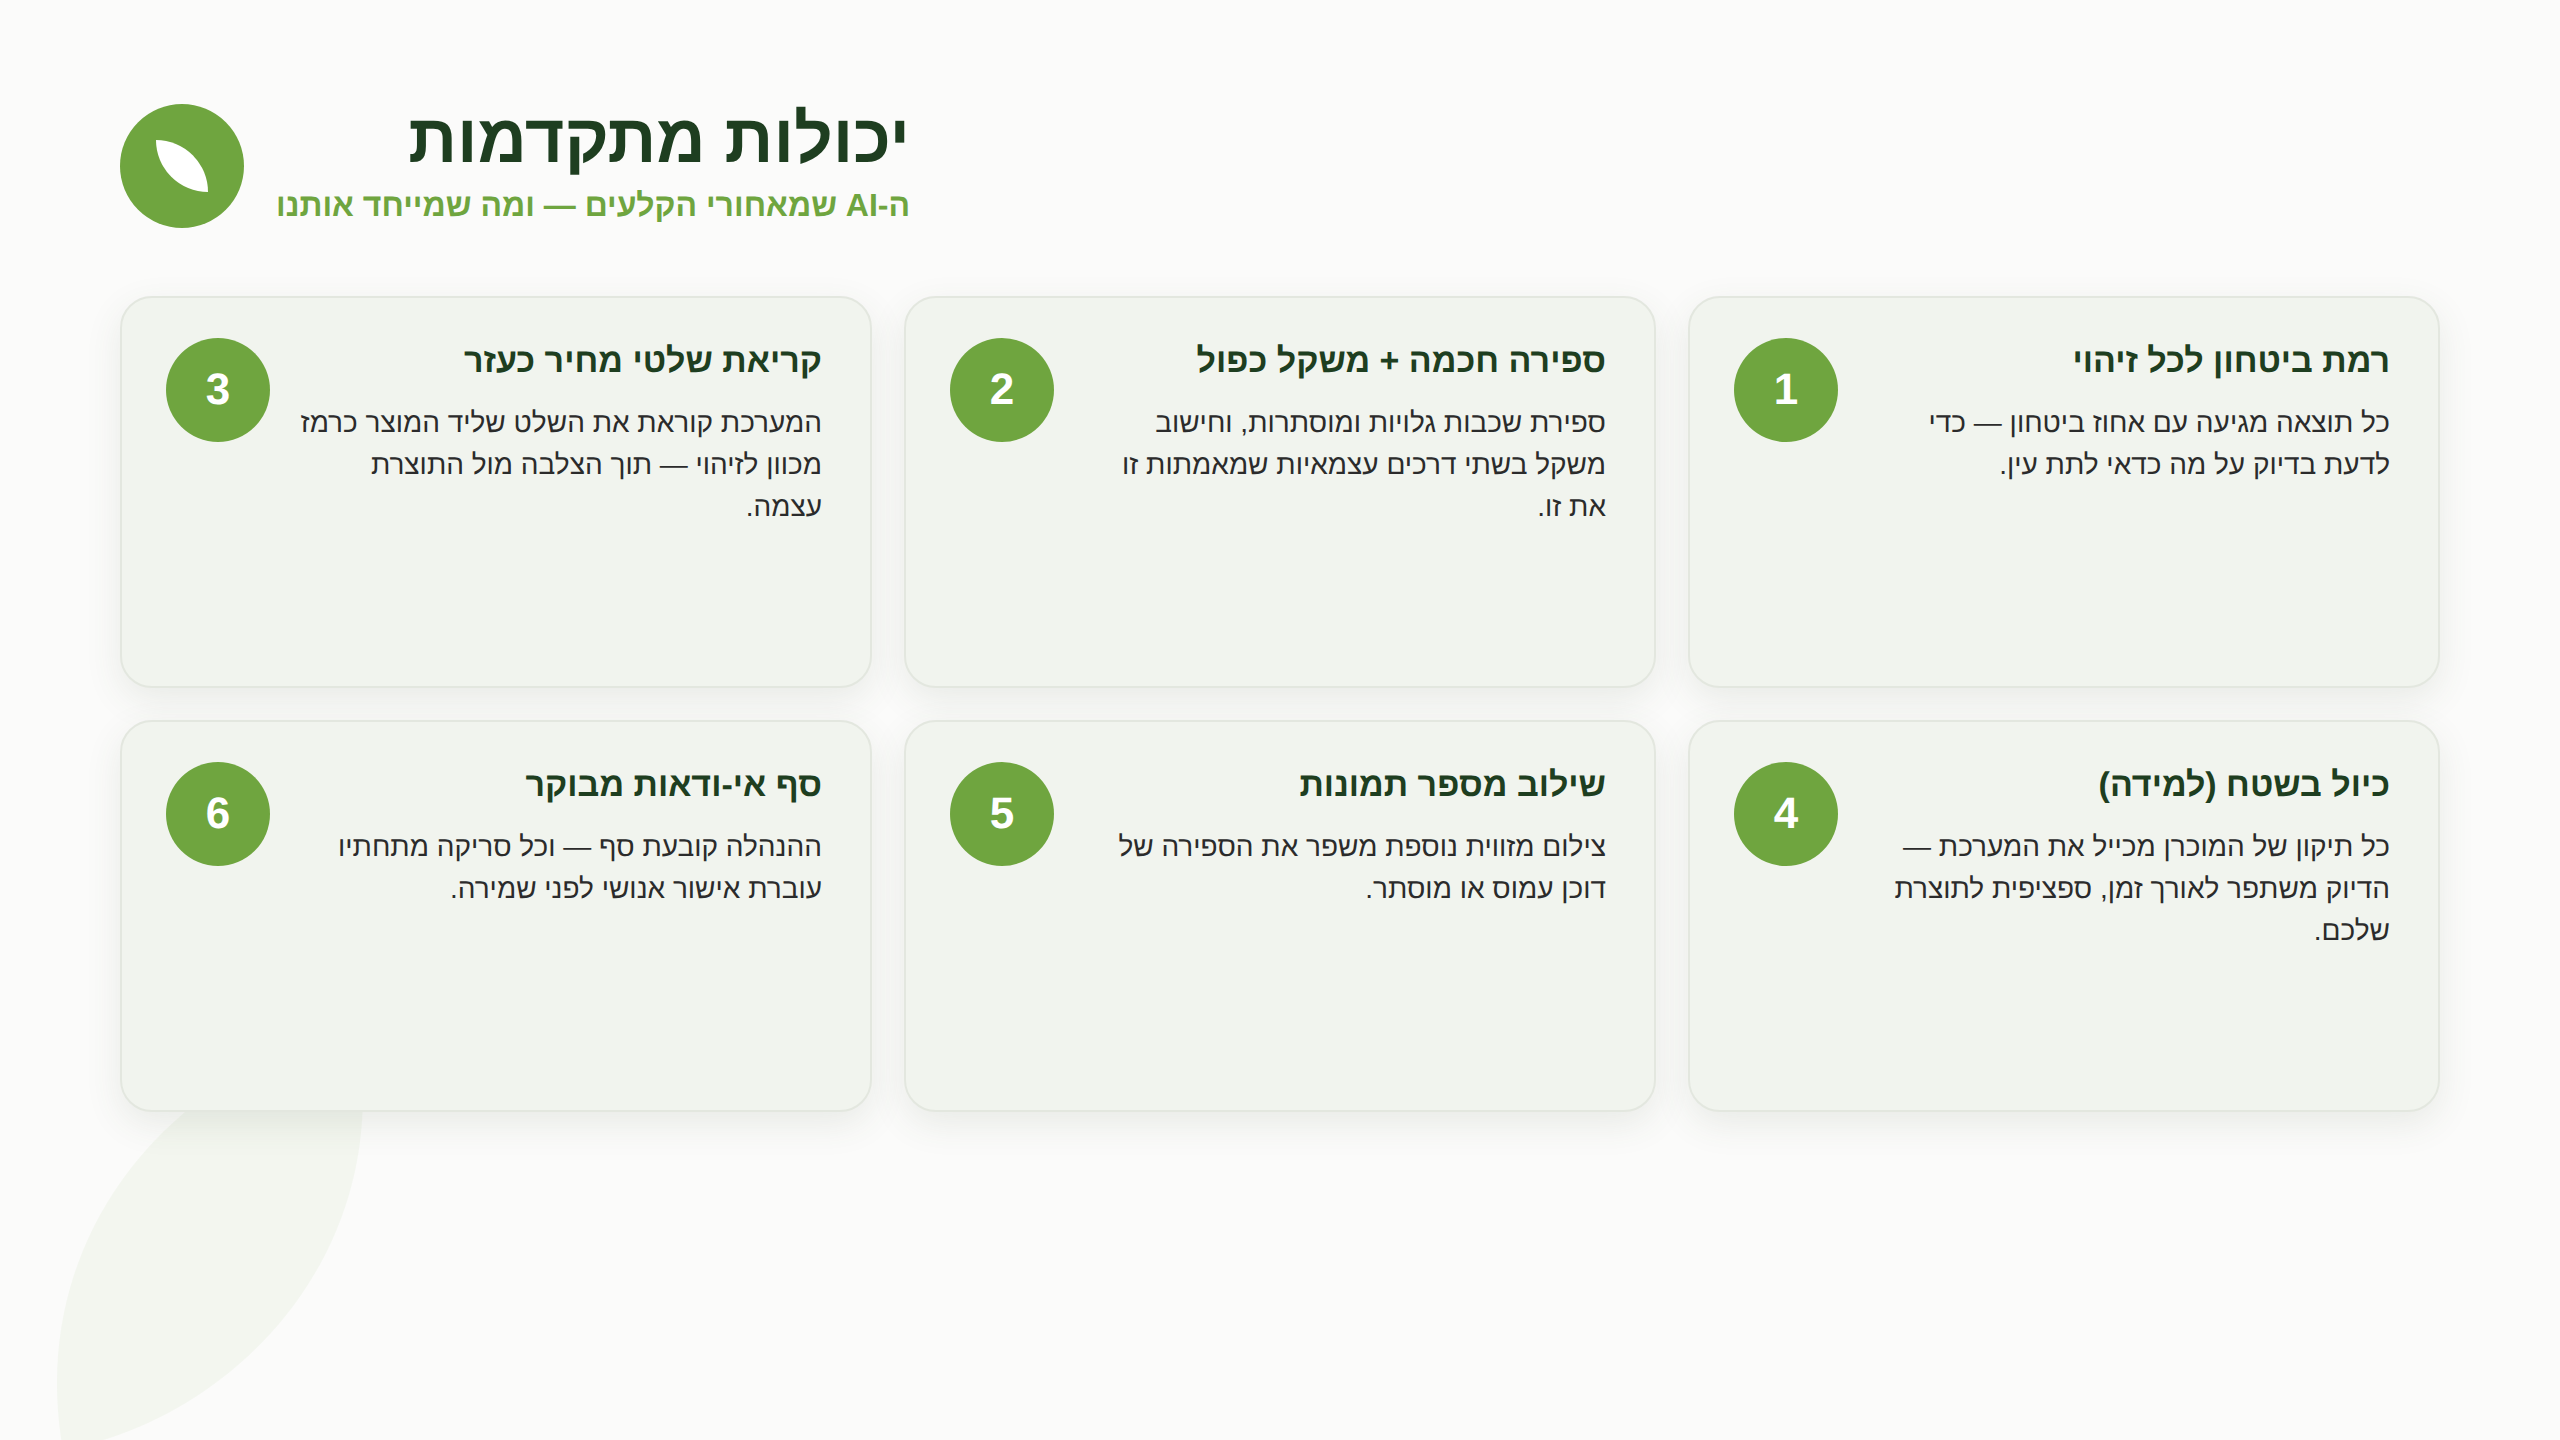 יכולות מתקדמות
ה-AI שמאחורי הקלעים — ומה שמייחד אותנו
1
רמת ביטחון לכל זיהוי
כל תוצאה מגיעה עם אחוז ביטחון — כדי
לדעת בדיוק על מה כדאי לתת עין.
2
ספירה חכמה + משקל כפול
ספירת שכבות גלויות ומוסתרות, וחישוב
משקל בשתי דרכים עצמאיות שמאמתות זו
את זו.
3
קריאת שלטי מחיר כעזר
המערכת קוראת את השלט שליד המוצר כרמז
מכוון לזיהוי — תוך הצלבה מול התוצרת
עצמה.
4
כיול בשטח (למידה)
כל תיקון של המוכרן מכייל את המערכת —
הדיוק משתפר לאורך זמן, ספציפית לתוצרת
שלכם.
5
שילוב מספר תמונות
צילום מזווית נוספת משפר את הספירה של
דוכן עמוס או מוסתר.
6
סף אי-ודאות מבוקר
ההנהלה קובעת סף — וכל סריקה מתחתיו
עוברת אישור אנושי לפני שמירה.